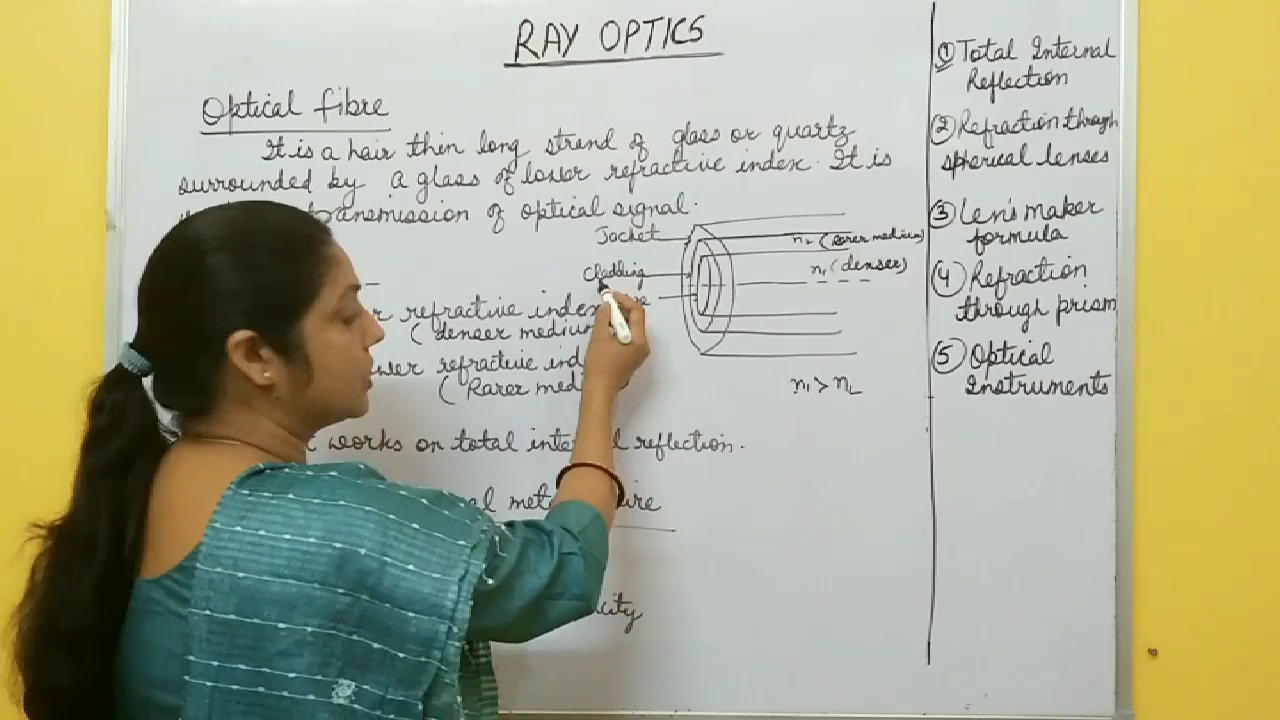 RAY OPTICS
Optical fibre
It is a hair thin long strand of glass or quartz
surrounded by a glass of lower refractive index. It is
transmission of optical signal.
Jacket
Cladding
n₂ (rarer medium)
n₁ (denser)
refractive index
(denser medium
refractive ind
(Rarer medi
n₁ > n₂
works on total internal reflection.
① Total Internal
Reflection
② Refraction through
spherical lenses
③ Len's maker
formula
④ Refraction
through prism
⑤ Optical
Instruments